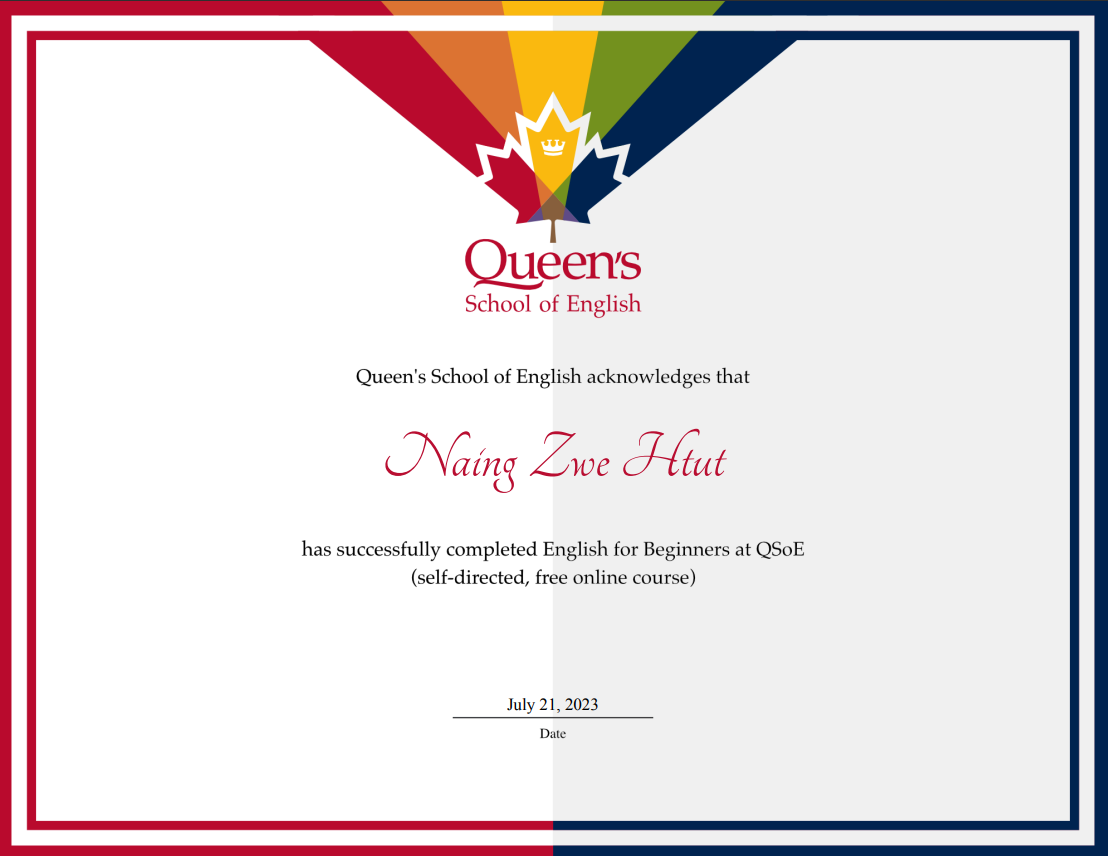 Queen's
School of English
Queen's School of English acknowledges that
Naing Zwe Htut
has successfully completed English for Beginners at QSoE
(self-directed, free online course)
July 21, 2023
Date